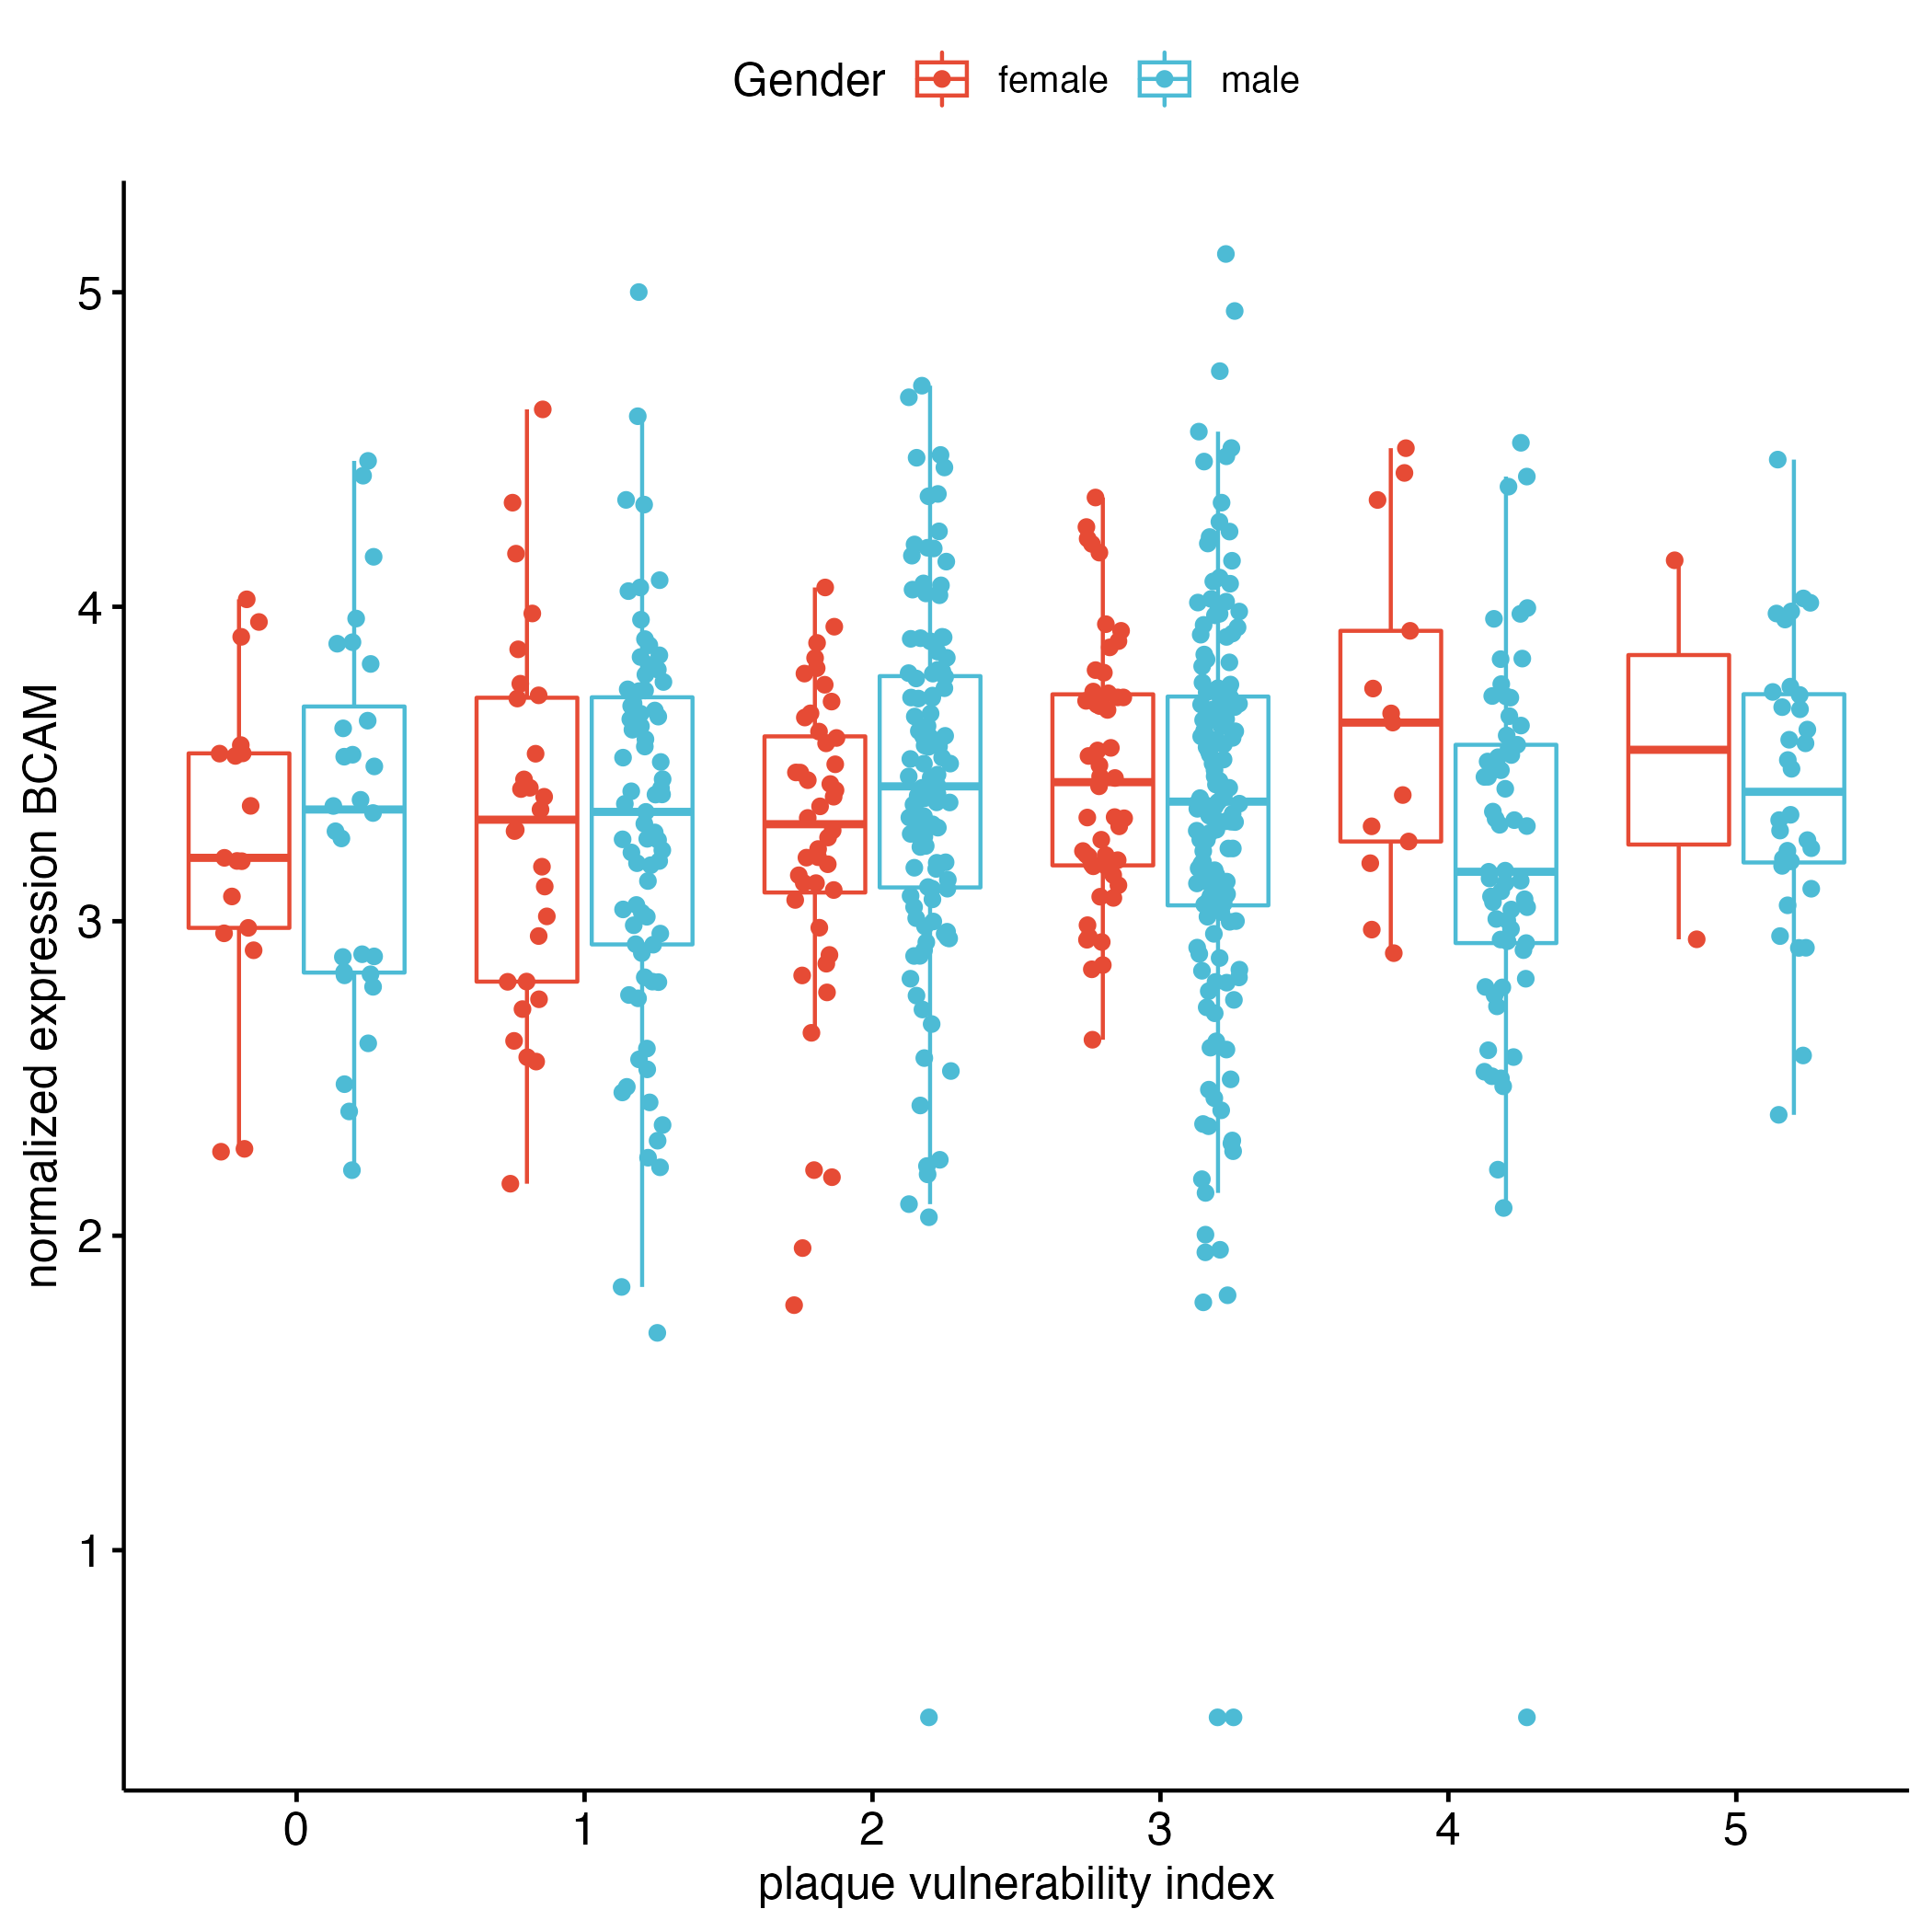 Gender female male
normalized expression BCAM
5
4
3
2
1
0 1 2 3 4 5
plaque vulnerability index